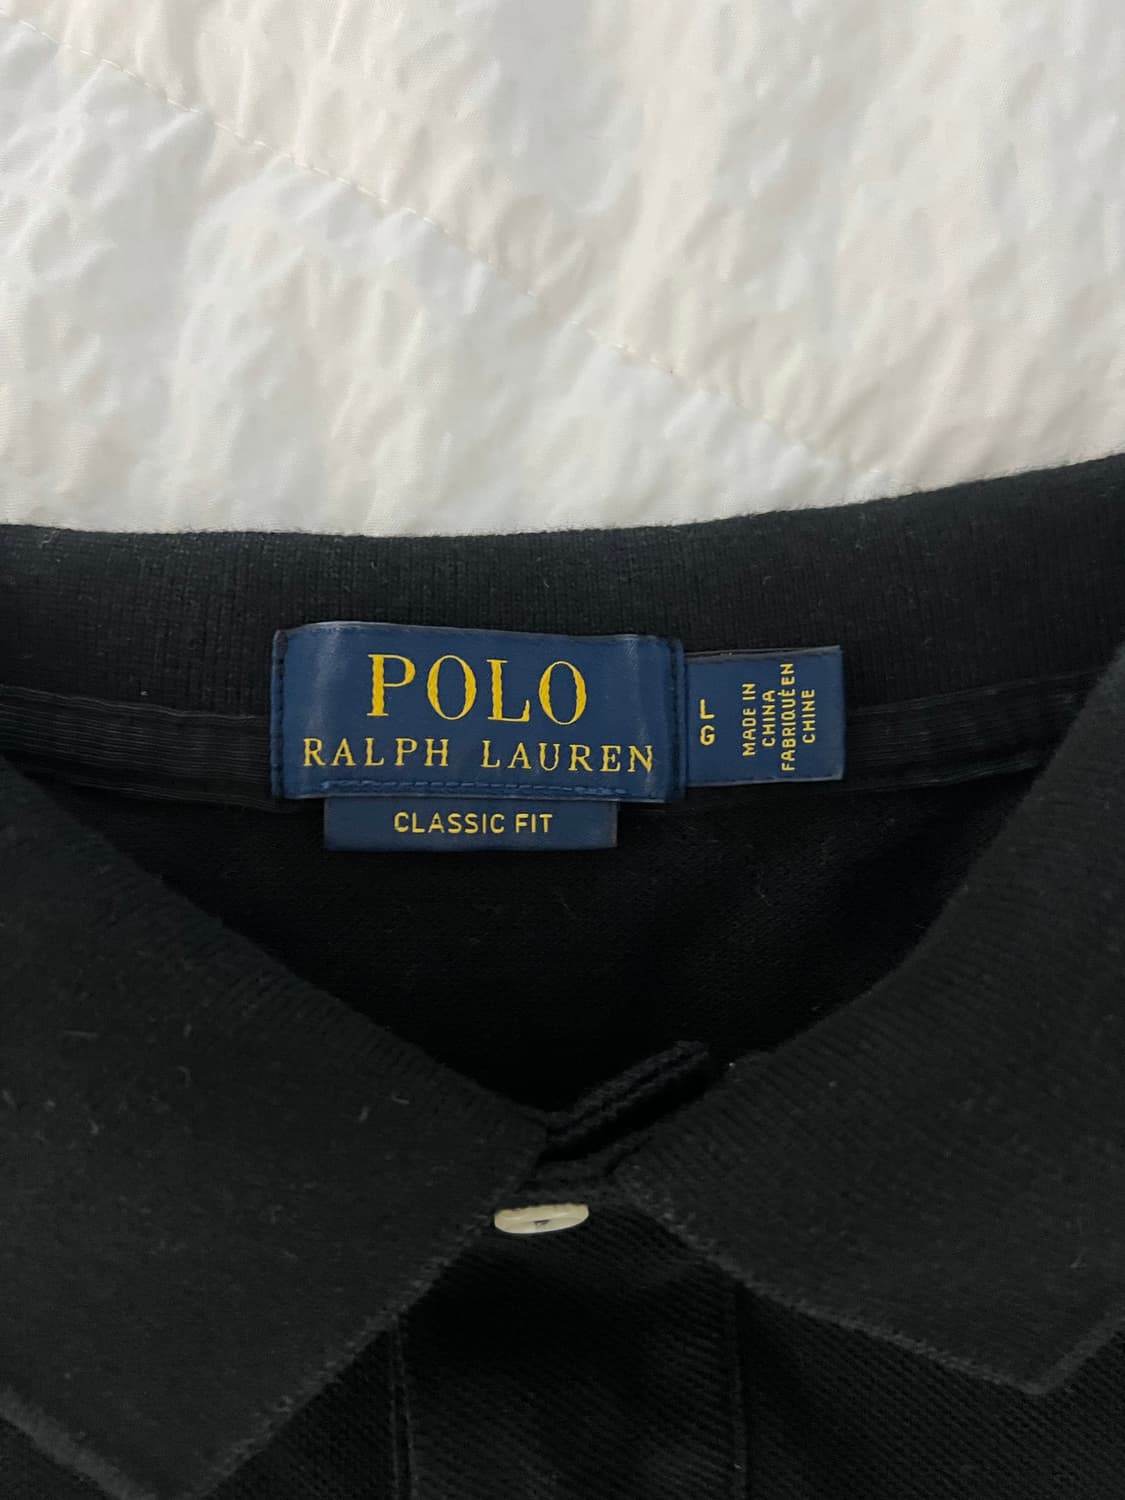 POLO
RALPH LAUREN
CLASSIC FIT
L
G
MADE IN
CHINA
FABRIQUÉ EN
CHINE